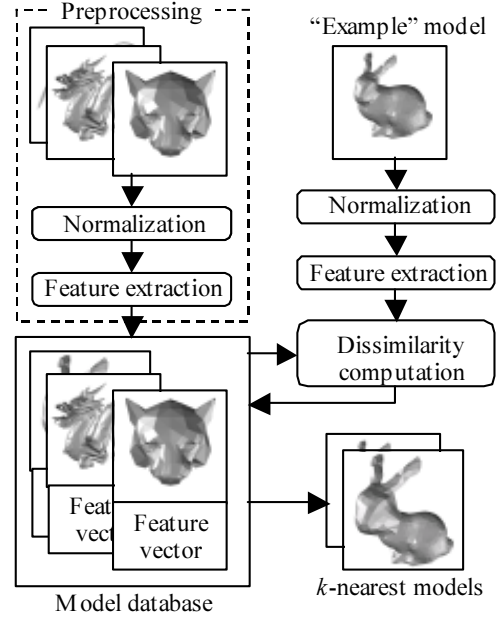 Preprocessing
"Example" model
Normalization
Feature extraction
Normalization
Feature extraction
Dissimilarity
computation
Feature
vector
Model database
k-nearest models